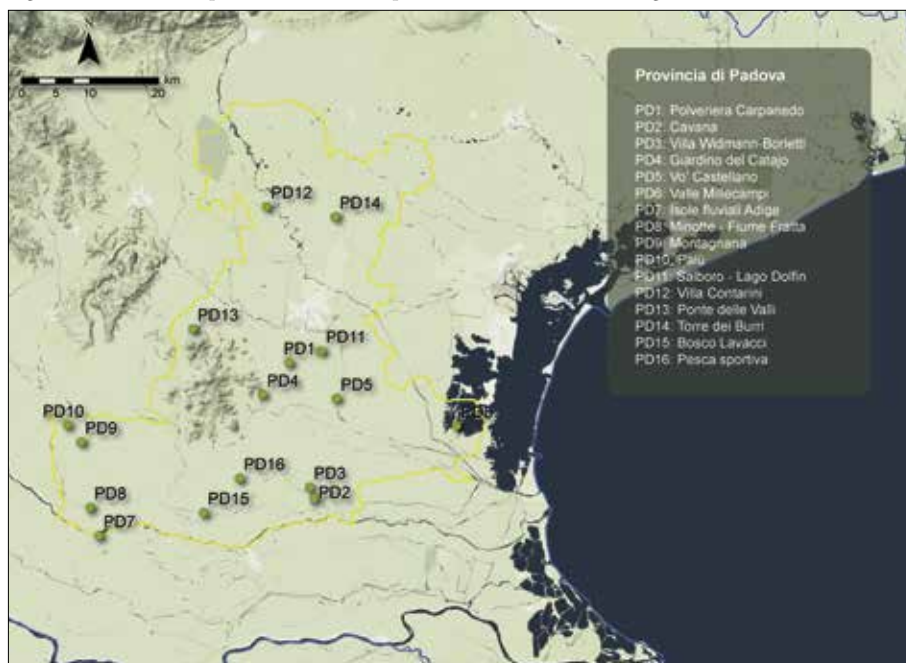 N
km
0 5 10 20
Provincia di Padova
PD1: Polveriera Carpanedo
PD2: Cavana
PD3: Villa Widmann-Borletti
PD4: Giardino del Catajo
PD5: Vo' Castellano
PD6: Valle Millecampi
PD7: Isole fluviali Adige
PD8: Minotte - Fiume Fratta
PD9: Montagnana
PD10: Palù
PD11: Salboro - Lago Dolfin
PD12: Villa Contarini
PD13: Ponte delle Valli
PD14: Torre dei Burri
PD15: Bosco Lavacci
PD16: Pesca sportiva
PD12
PD14
PD13
PD11
PD1
PD4
PD5
PD10
PD9
PD6
PD16
PD3
PD2
PD8
PD15
PD7